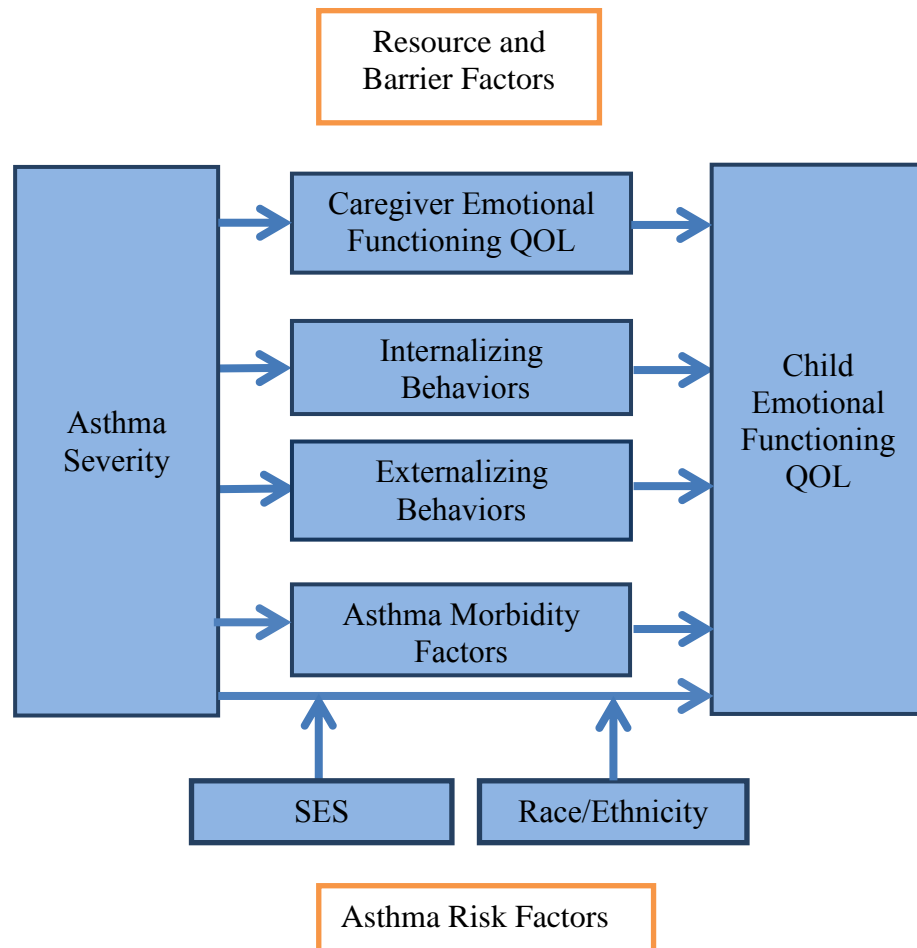 Resource and
Barrier Factors
Caregiver Emotional
Functioning QOL
Internalizing
Behaviors
Asthma
Severity
Child
Emotional
Functioning
QOL
Externalizing
Behaviors
Asthma Morbidity
Factors
SES
Race/Ethnicity
Asthma Risk Factors